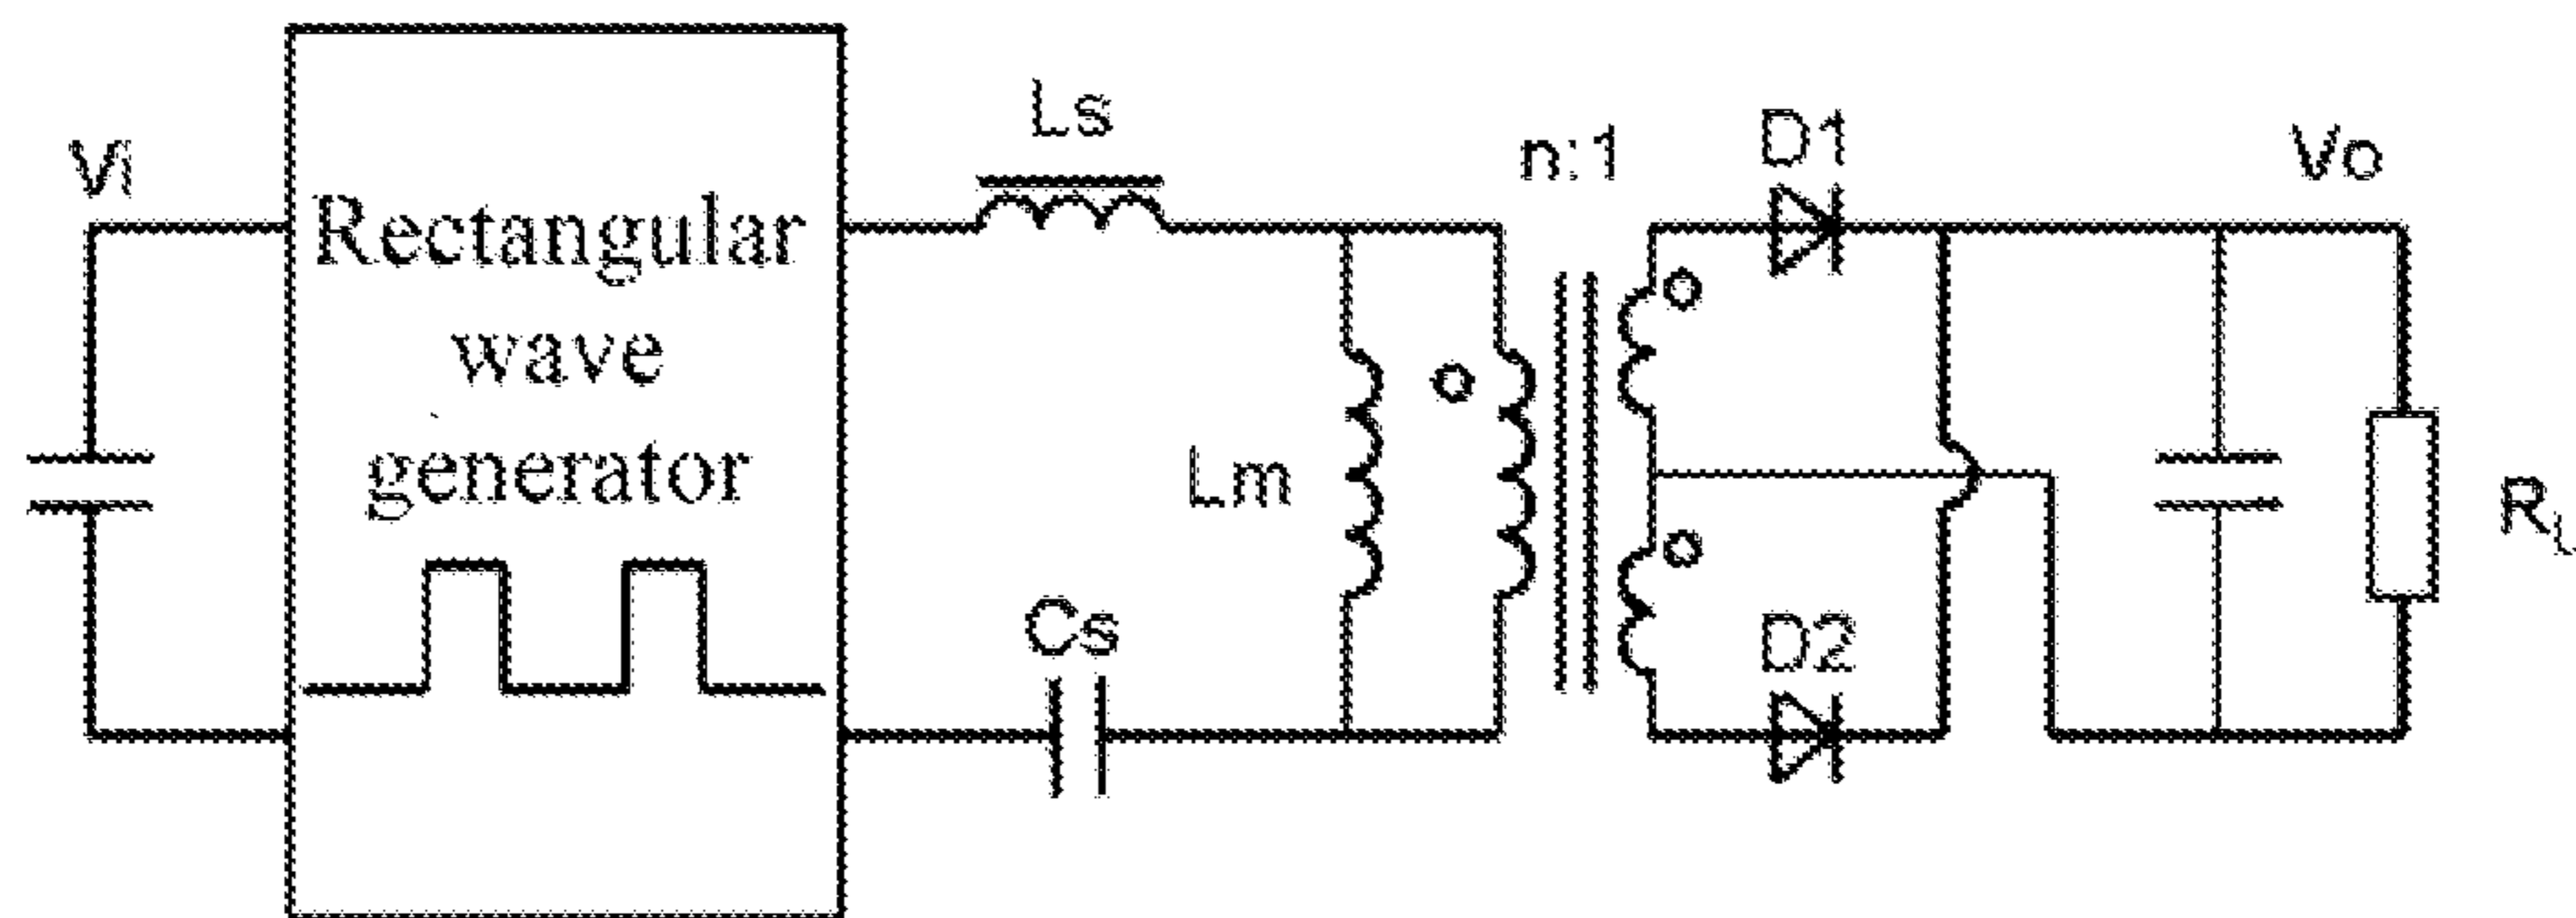 Vi
Rectangular
wave
generator
Ls
Lm
Cs
n:1
D1
D2
Vo
RL